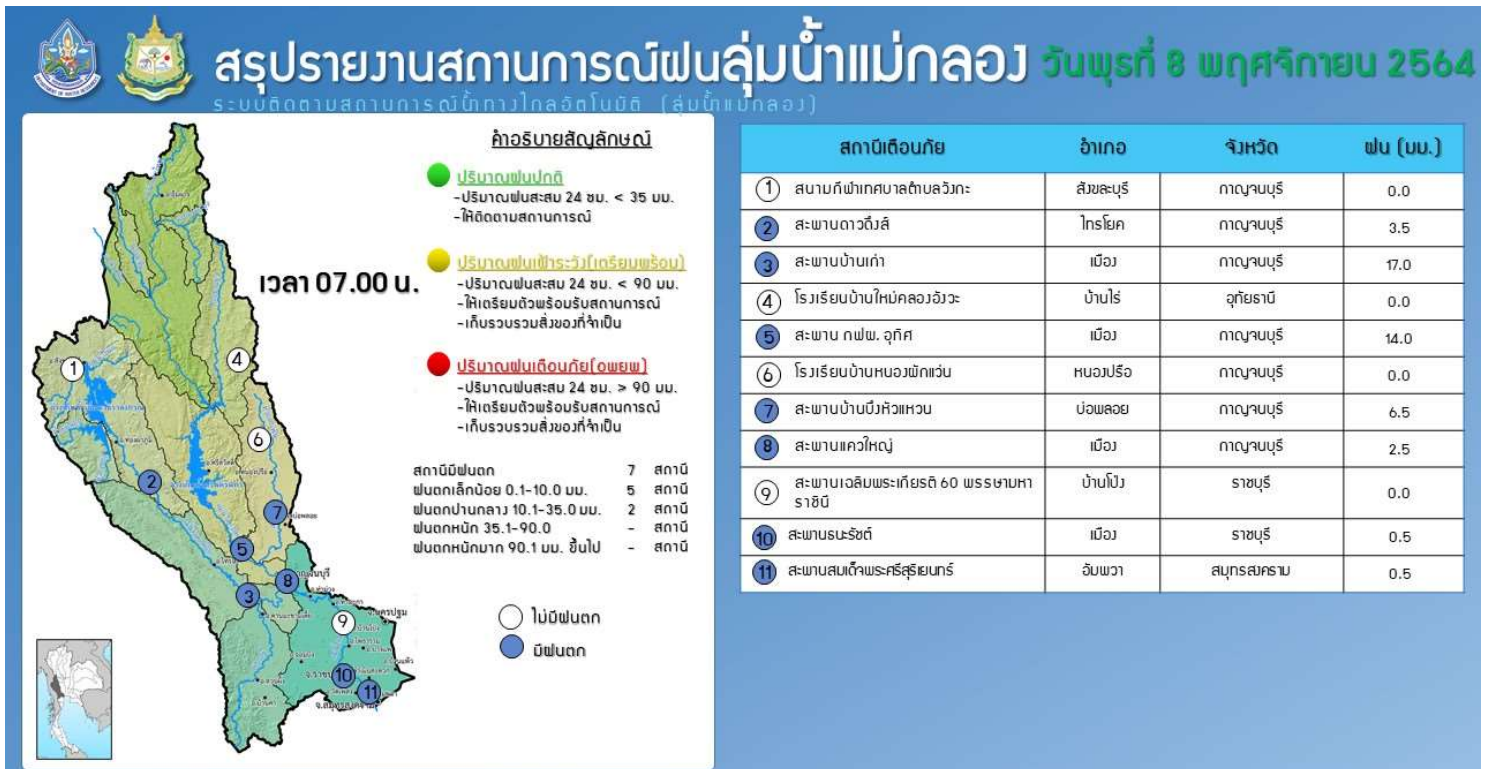 สรุปรายงานสถานการณ์ฝนลุ่มน้ำแม่กลอง วันพุธที่ 8 พฤศจิกายน 2564
ระบบติดตามสถานการณ์น้ำทางไกลอัตโนมัติ (ลุ่มน้ำแม่กลอง)
คำอธิบายสัญลักษณ์
ปริมาณฝนปกติ
-ปริมาณฝนสะสม 24 ชม. < 35 มม.
-ให้ติดตามสถานการณ์
เวลา 07.00 น.
ปริมาณฝนเฝ้าระวัง(เตรียมพร้อม)
-ปริมาณฝนสะสม 24 ชม. < 90 มม.
-ให้เตรียมตัวพร้อมรับสถานการณ์
-เก็บรวบรวมสิ่งของที่จำเป็น
ปริมาณฝนเตือนภัย(อพยพ)
-ปริมาณฝนสะสม 24 ชม. > 90 มม.
-ให้เตรียมตัวพร้อมรับสถานการณ์
-เก็บรวบรวมสิ่งของที่จำเป็น
สถานีมีฝนตก 7 สถานี
ฝนตกเล็กน้อย 0.1-10.0 มม. 5 สถานี
ฝนตกปานกลาง 10.1-35.0 มม. 2 สถานี
ฝนตกหนัก 35.1-90.0 - สถานี
ฝนตกหนักมาก 90.1 มม. ขึ้นไป - สถานี
ไม่มีฝนตก
มีฝนตก
1
4
6
2
7
5
8
3
9
10
11
สถานีเตือนภัย อำเภอ จังหวัด ฝน (มม.)
1 สนามกีฬาเทศบาลตำบลวังกะ สังขละบุรี กาญจนบุรี 0.0
2 สะพานดาวดึงส์ ไทรโยค กาญจนบุรี 3.5
3 สะพานบ้านเก่า เมือง กาญจนบุรี 17.0
4 โรงเรียนบ้านใหม่คลองอังวะ บ้านไร่ อุทัยธานี 0.0
5 สะพาน กฟผ. อุทิศ เมือง กาญจนบุรี 14.0
6 โรงเรียนบ้านหนองผักแว่น หนองปรือ กาญจนบุรี 0.0
7 สะพานบ้านบึงหัวแหวน บ่อพลอย กาญจนบุรี 6.5
8 สะพานแควใหญ่ เมือง กาญจนบุรี 2.5
9 สะพานเฉลิมพระเกียรติ 60 พรรษามหา บ้านโป่ง ราชบุรี 0.0
ราชินี
10 สะพานธนะรัชต์ เมือง ราชบุรี 0.5
11 สะพานสมเด็จพระศรีสุริเยนทร์ อัมพวา สมุทรสงคราม 0.5